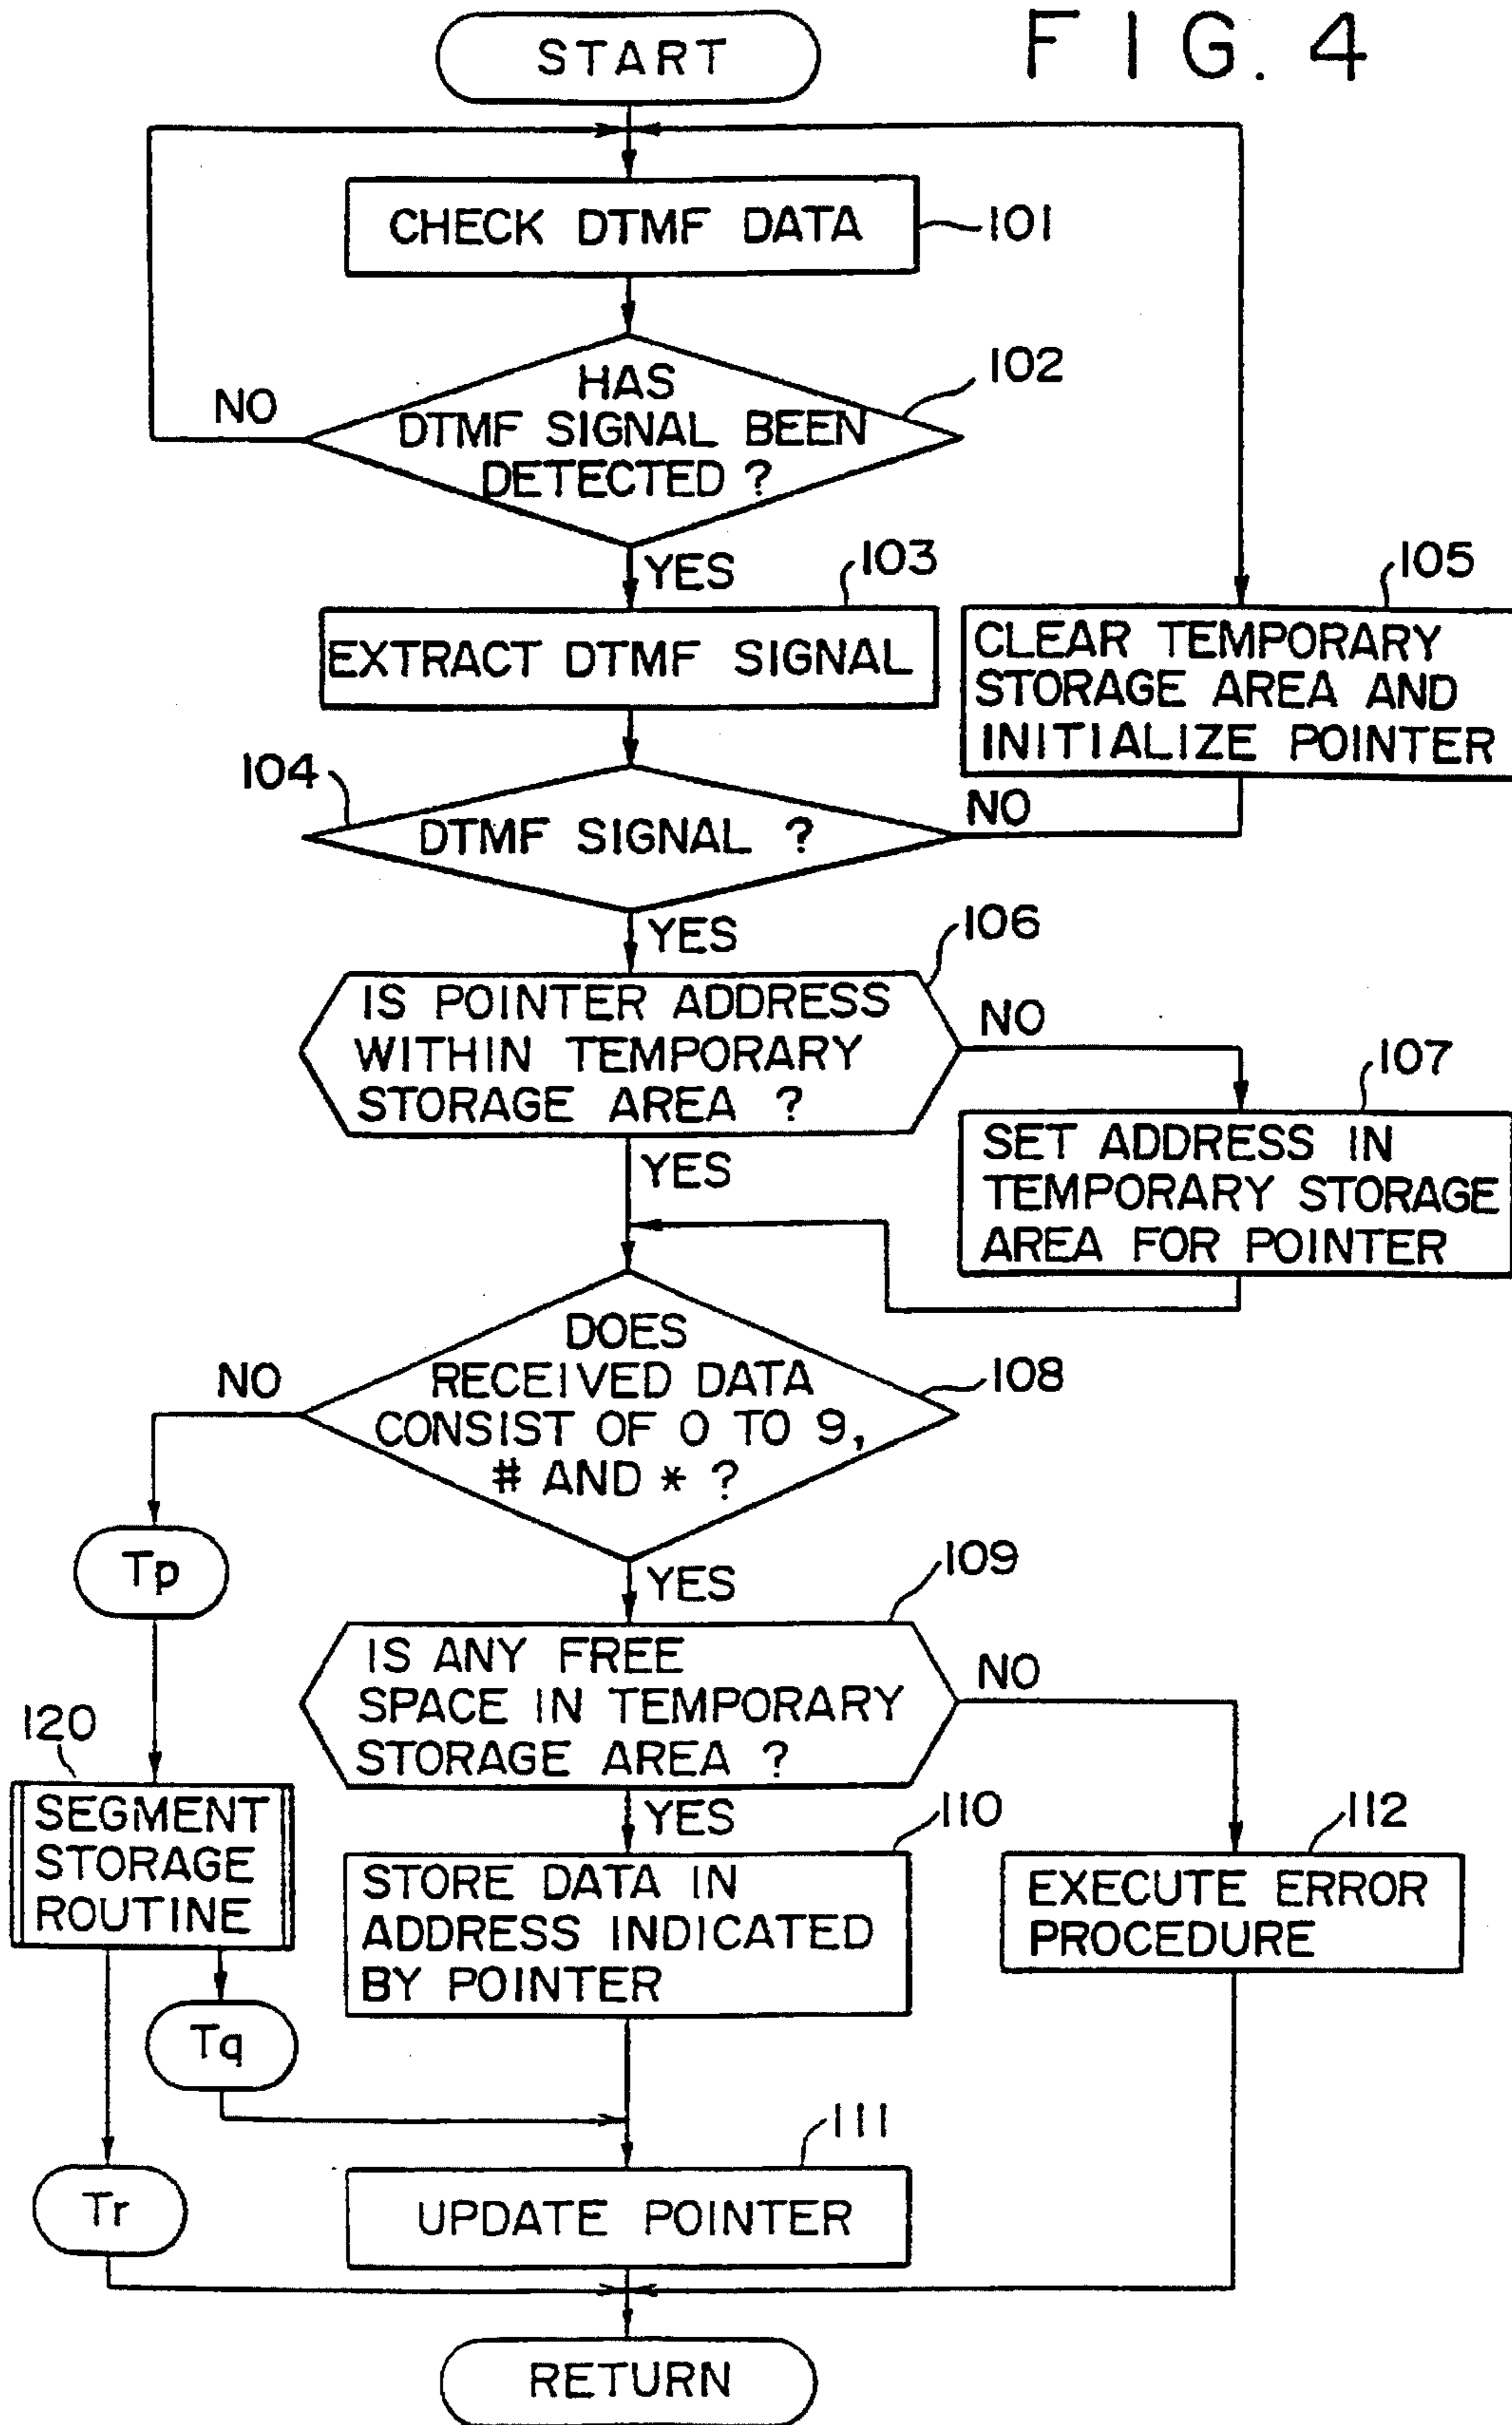 FIG. 4
START
CHECK DTMF DATA
101
HAS
DTMF SIGNAL BEEN
DETECTED ?
102
NO
YES
103
EXTRACT DTMF SIGNAL
105
CLEAR TEMPORARY
STORAGE AREA AND
INITIALIZE POINTER
104
DTMF SIGNAL ?
NO
YES
106
IS POINTER ADDRESS
WITHIN TEMPORARY
STORAGE AREA ?
NO
107
SET ADDRESS IN
TEMPORARY STORAGE
AREA FOR POINTER
YES
DOES
RECEIVED DATA
CONSIST OF 0 TO 9,
# AND * ?
108
NO
Tp
YES
109
IS ANY FREE
SPACE IN TEMPORARY
STORAGE AREA ?
NO
120
SEGMENT
STORAGE
ROUTINE
YES
110
STORE DATA IN
ADDRESS INDICATED
BY POINTER
112
EXECUTE ERROR
PROCEDURE
Tq
111
UPDATE POINTER
Tr
RETURN